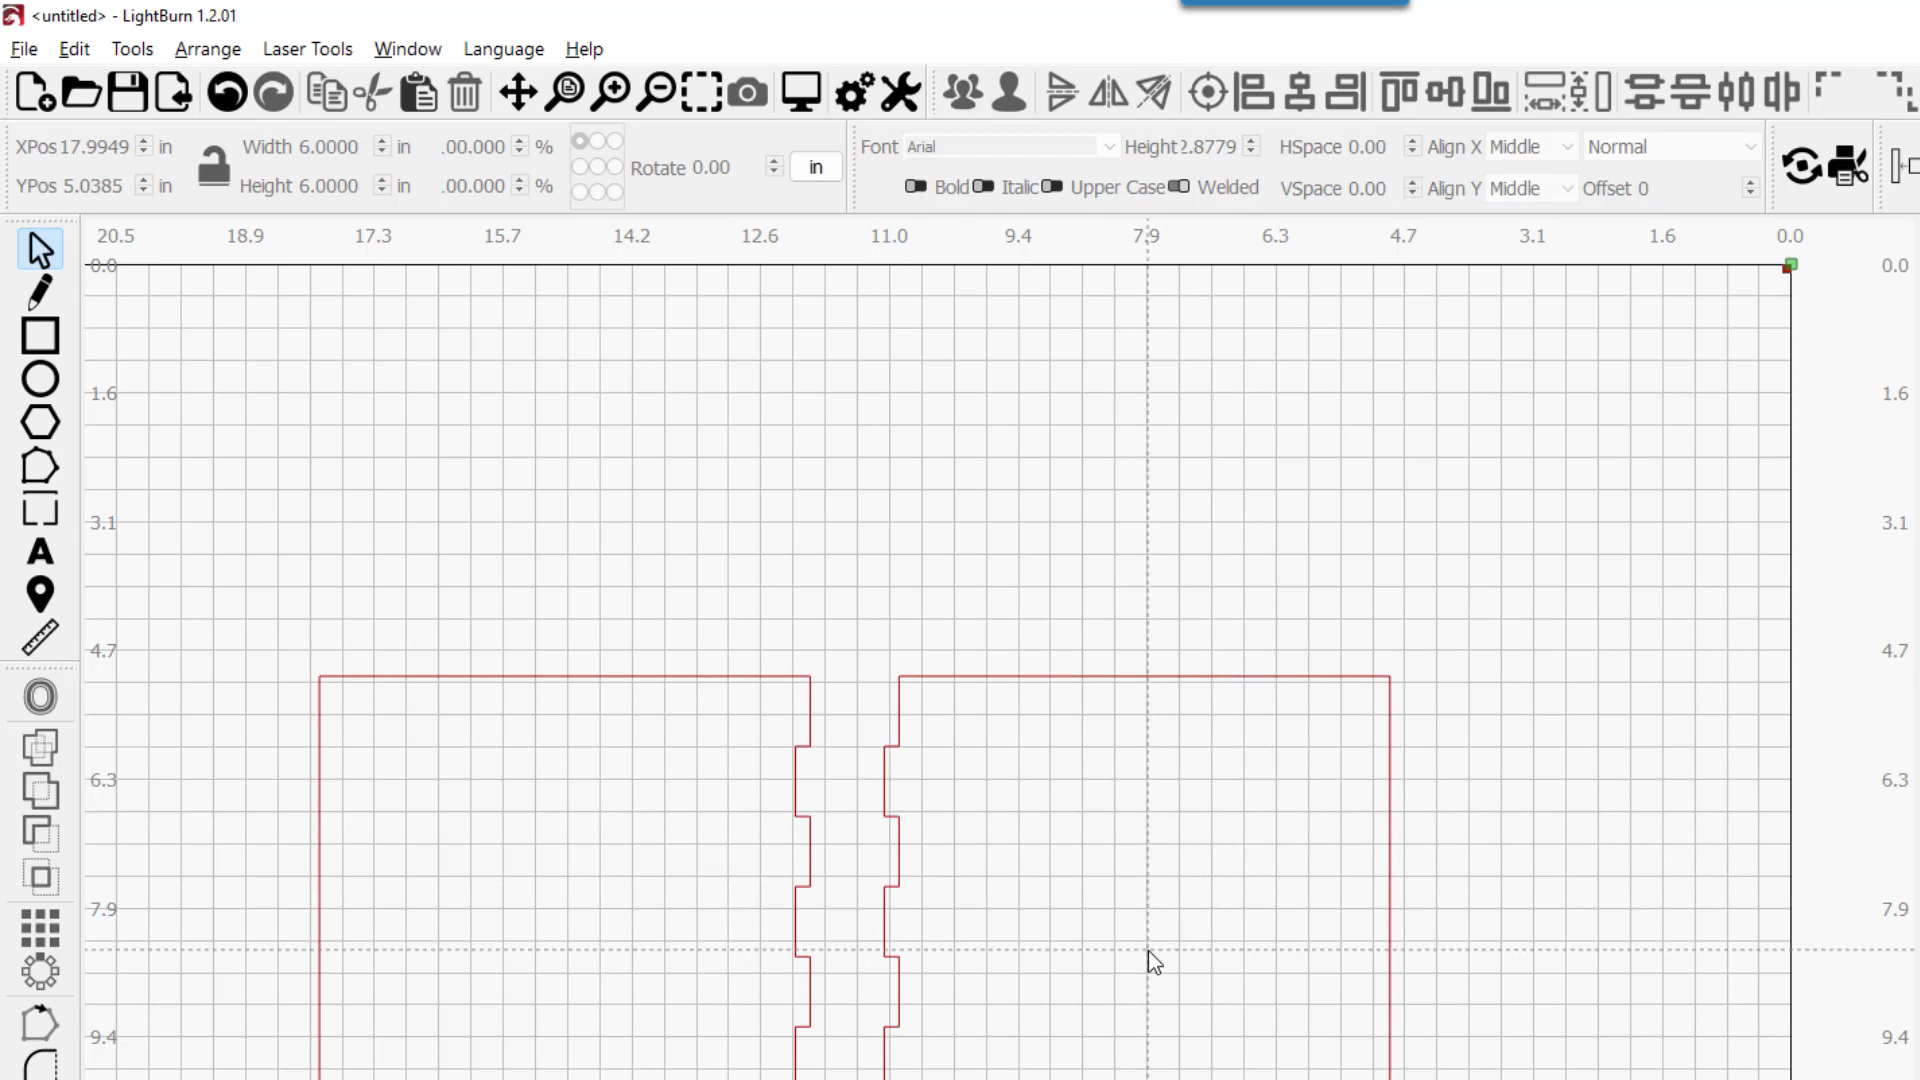 <untitled> - LightBurn 1.2.01
File Edit Tools Arrange Laser Tools Window Language Help
XPos 17.9949 in Width 6.0000 in .00.000 %
YPos 5.0385 in Height 6.0000 in .00.000 %
Rotate 0.00 in
Font Arial Height 2.8779 HSpace 0.00 Align X Middle Normal
Bold Italic Upper Case Welded VSpace 0.00 Align Y Middle Offset 0
20.5 18.9 17.3 15.7 14.2 12.6 11.0 9.4 7.9 6.3 4.7 3.1 1.6 0.0
0.0 0.0
1.6 1.6
3.1 3.1
4.7 4.7
6.3 6.3
7.9 7.9
9.4 9.4